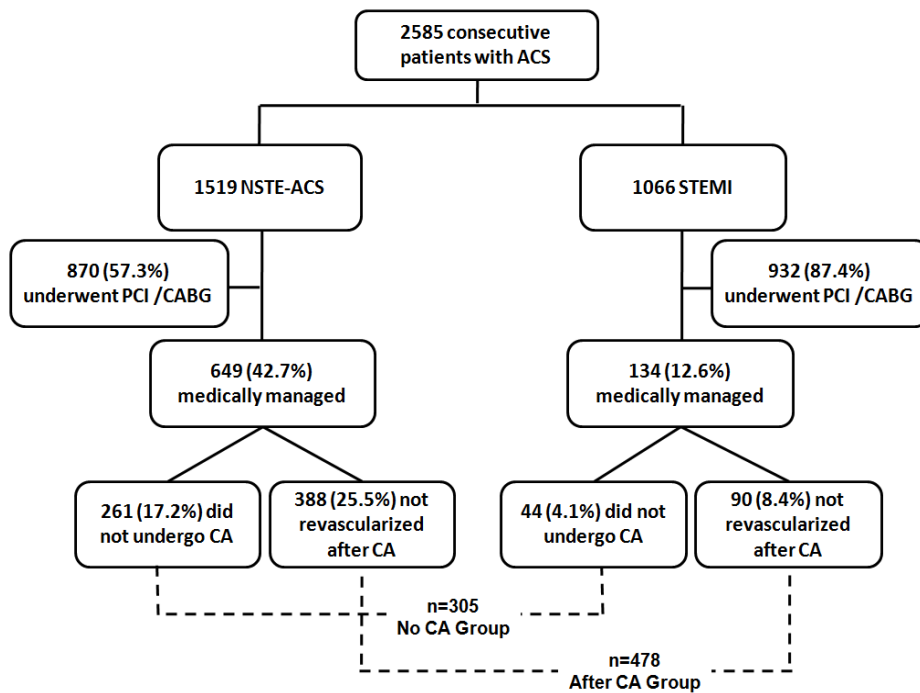 2585 consecutive
patients with ACS
1519 NSTE-ACS
1066 STEMI
870 (57.3%)
underwent PCI /CABG
932 (87.4%)
underwent PCI /CABG
649 (42.7%)
medically managed
134 (12.6%)
medically managed
261 (17.2%) did
not undergo CA
388 (25.5%) not
revascularized
after CA
44 (4.1%) did not
undergo CA
90 (8.4%) not
revascularized
after CA
n=305
No CA Group
n=478
After CA Group